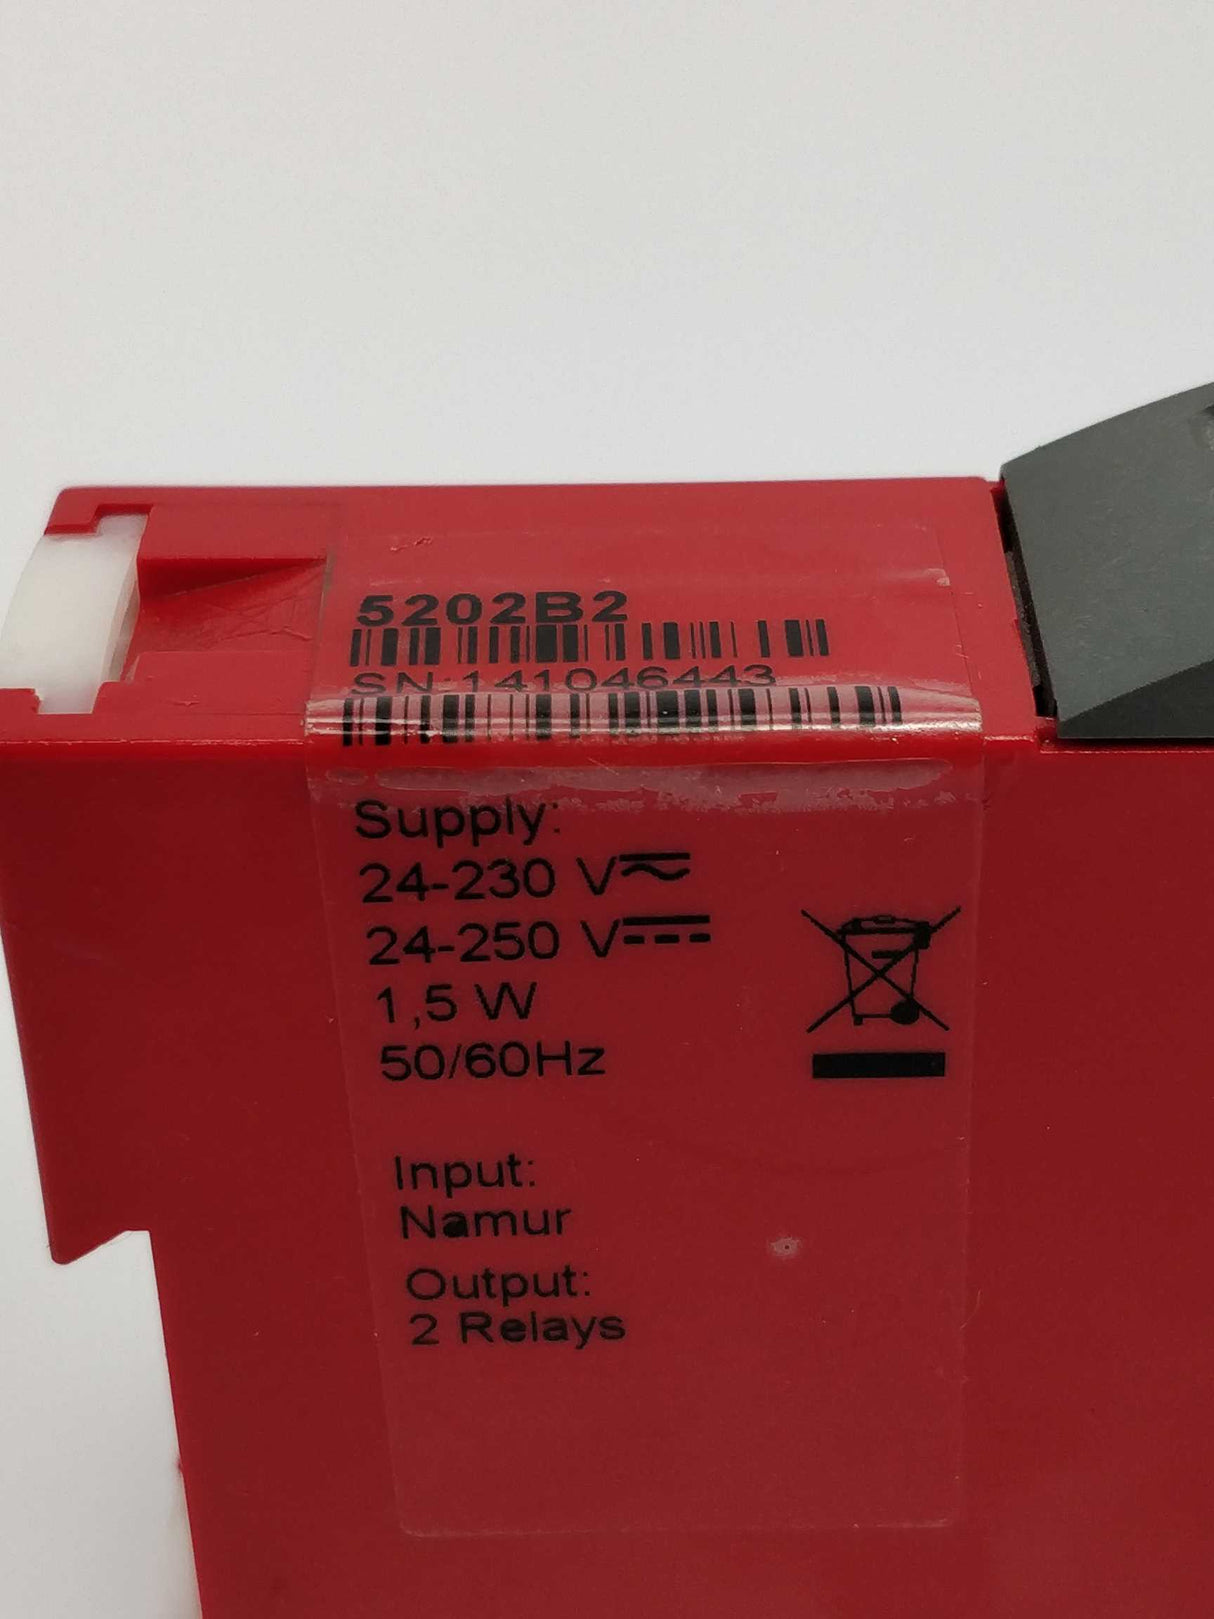 5202B2
SN:141046443
Supply:
24-230 V⏦
24-250 V⎓
1,5 W
50/60Hz
Input:
Namur
Output:
2 Relays